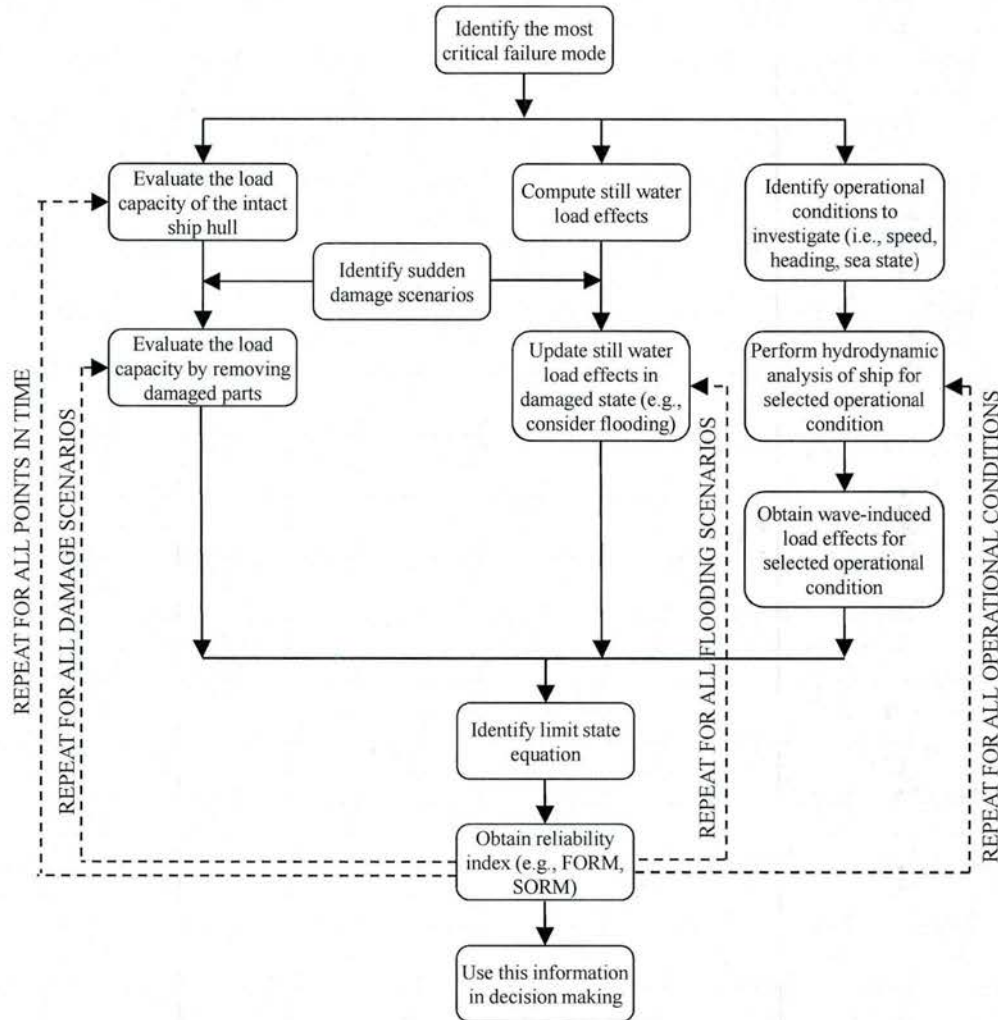 Identify the most
critical failure mode
Evaluate the load
capacity of the intact
ship hull
Compute still water
load effects
Identify operational
conditions to
investigate (i.e., speed,
heading, sea state)
Identify sudden
damage scenarios
Evaluate the load
capacity by removing
damaged parts
Update still water
load effects in
damaged state (e.g.,
consider flooding)
Perform hydrodynamic
analysis of ship for
selected operational
condition
Obtain wave-induced
load effects for
selected operational
condition
REPEAT FOR ALL POINTS IN TIME
REPEAT FOR ALL DAMAGE SCENARIOS
REPEAT FOR ALL FLOODING SCENARIOS
REPEAT FOR ALL OPERATIONAL CONDITIONS
Identify limit state
equation
Obtain reliability
index (e.g., FORM,
SORM)
Use this information
in decision making